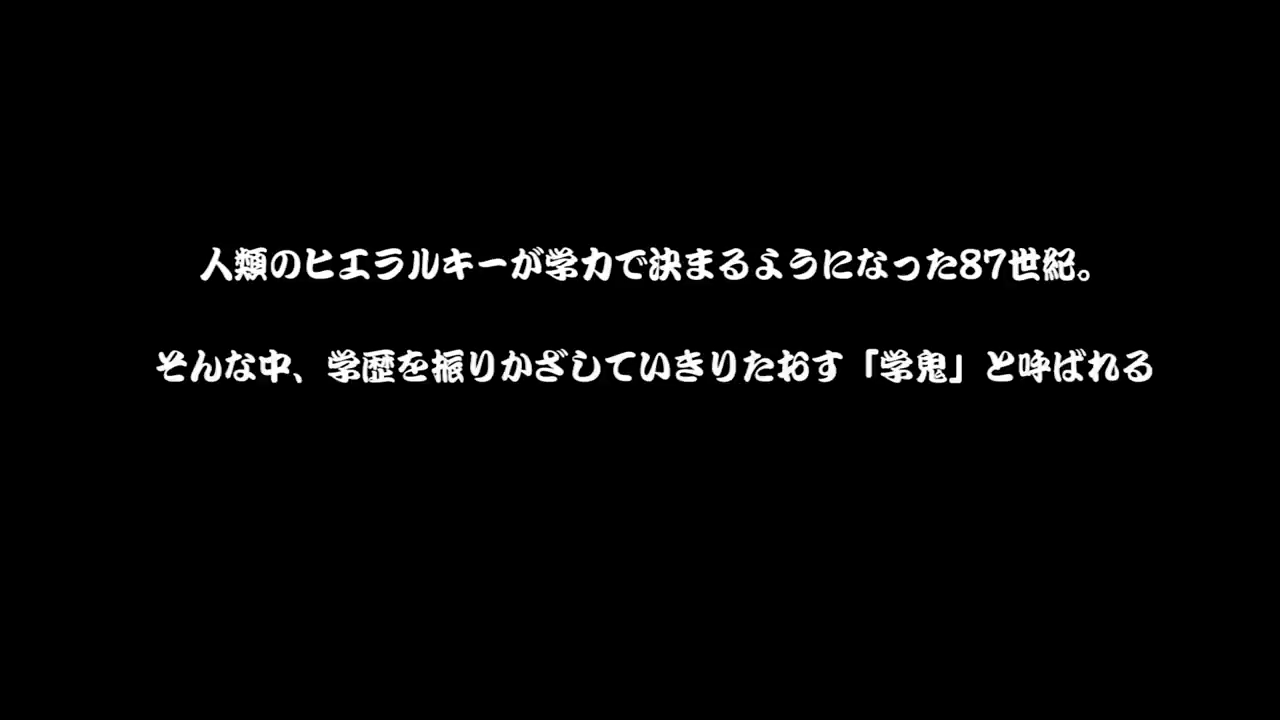 人類のヒエラルキーが学力で決まるようになった87世紀。
そんな中、学歴を振りかざしていきりたおす「学鬼」と呼ばれる